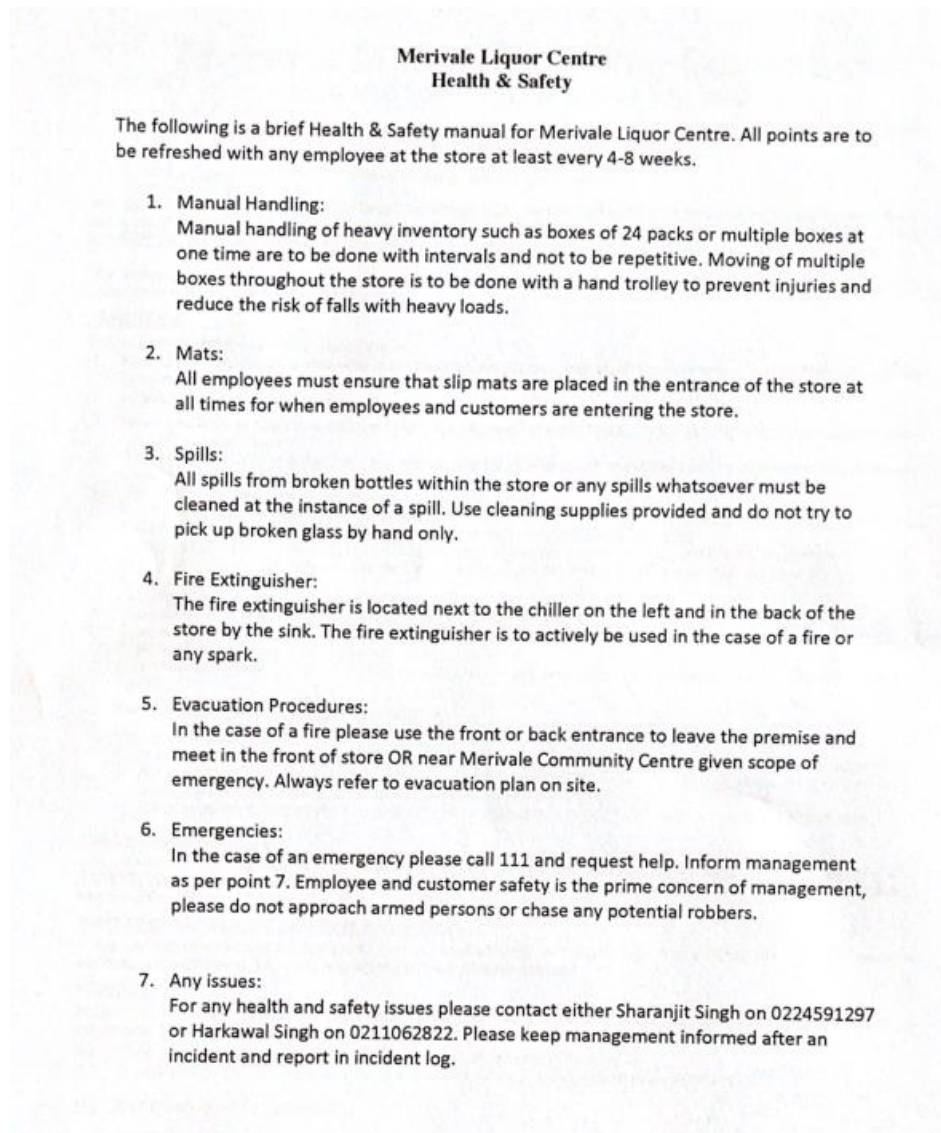 Merivale Liquor Centre
Health & Safety
The following is a brief Health & Safety manual for Merivale Liquor Centre. All points are to
be refreshed with any employee at the store at least every 4-8 weeks.
1. Manual Handling:
Manual handling of heavy inventory such as boxes of 24 packs or multiple boxes at
one time are to be done with intervals and not to be repetitive. Moving of multiple
boxes throughout the store is to be done with a hand trolley to prevent injuries and
reduce the risk of falls with heavy loads.
2. Mats:
All employees must ensure that slip mats are placed in the entrance of the store at
all times for when employees and customers are entering the store.
3. Spills:
All spills from broken bottles within the store or any spills whatsoever must be
cleaned at the instance of a spill. Use cleaning supplies provided and do not try to
pick up broken glass by hand only.
4. Fire Extinguisher:
The fire extinguisher is located next to the chiller on the left and in the back of the
store by the sink. The fire extinguisher is to actively be used in the case of a fire or
any spark.
5. Evacuation Procedures:
In the case of a fire please use the front or back entrance to leave the premise and
meet in the front of store OR near Merivale Community Centre given scope of
emergency. Always refer to evacuation plan on site.
6. Emergencies:
In the case of an emergency please call 111 and request help. Inform management
as per point 7. Employee and customer safety is the prime concern of management,
please do not approach armed persons or chase any potential robbers.
7. Any issues:
For any health and safety issues please contact either Sharanjit Singh on 0224591297
or Harkawal Singh on 0211062822. Please keep management informed after an
incident and report in incident log.